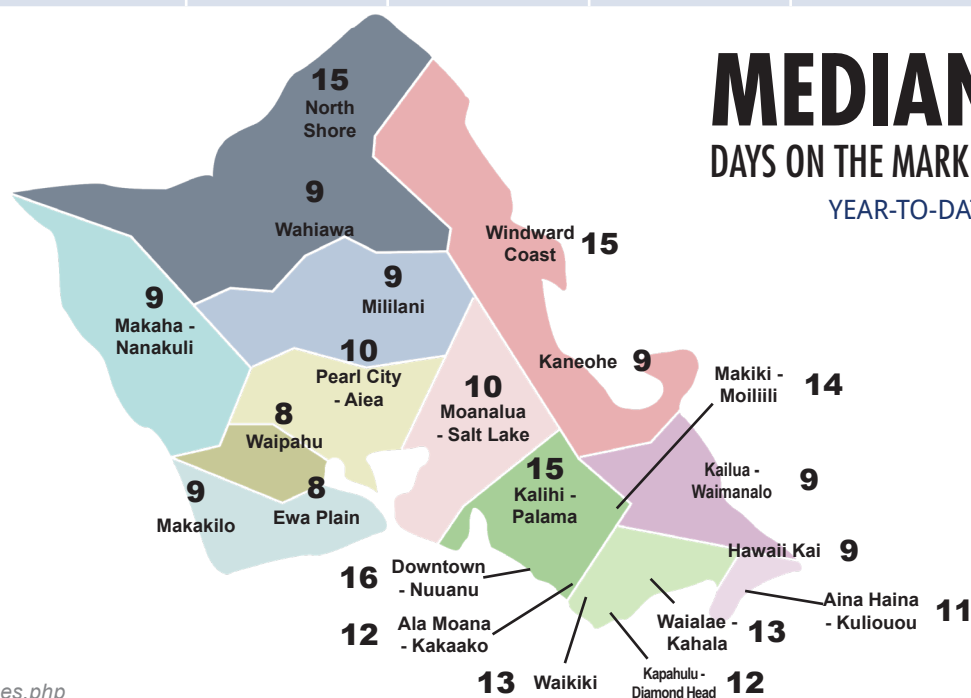 MEDIAN
DAYS ON THE MARK
YEAR-TO-DA
15
North
Shore
9
Wahiawa
Windward
Coast 15
9
Makaha -
Nanakuli
9
Mililani
10
Pearl City
- Aiea
10
Moanalua
- Salt Lake
Kaneohe 9
Makiki -
Moiliili 14
8
Waipahu
15
Kalihi -
Palama
Kailua -
Waimanalo 9
9
Makakilo
8
Ewa Plain
Hawaii Kai 9
16 Downtown
- Nuuanu
12 Ala Moana
- Kakaako
13 Waikiki
Kapahulu -
Diamond Head 12
Waialae -
Kahala 13
Aina Haina
- Kuliouou 11
es.php